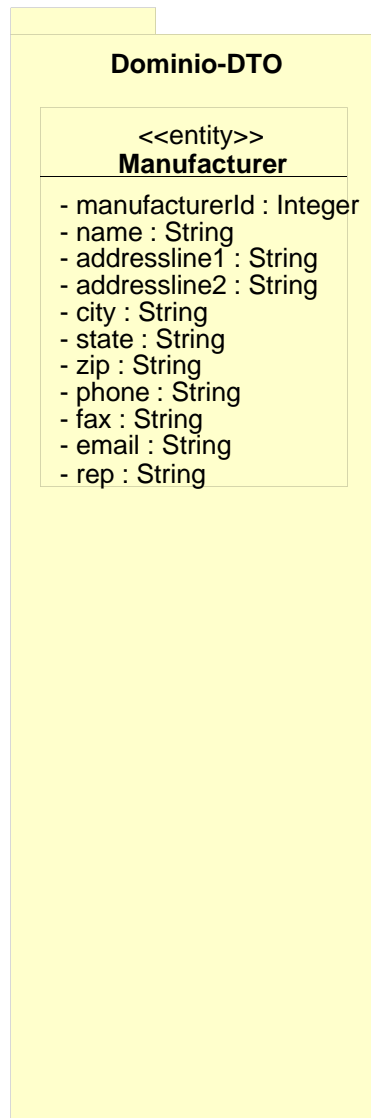 Dominio-DTO
<<entity>>
Manufacturer
- manufacturerId : Integer
- name : String
- addressline1 : String
- addressline2 : String
- city : String
- state : String
- zip : String
- phone : String
- fax : String
- email : String
- rep : String